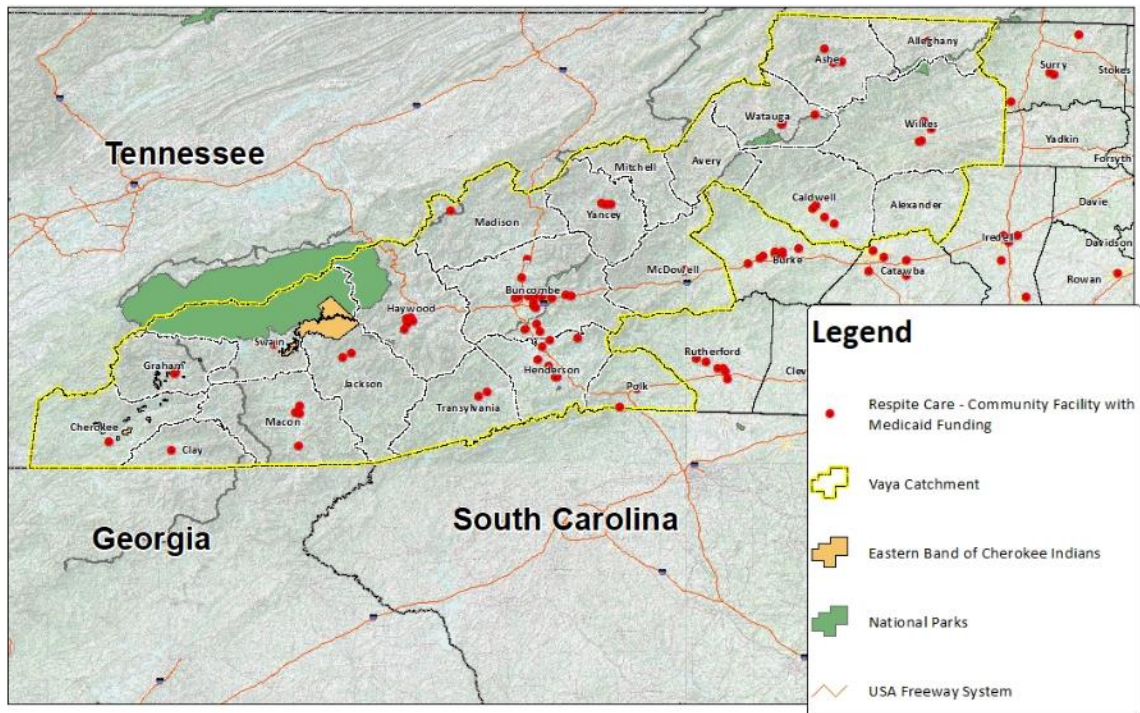 Alleghany
Ashe
Surry
Stokes
Watauga
Wilkes
Yadkin
Forsyth
Tennessee
Mitchell
Avery
Caldwell
Alexander
Davie
Madison
Yancey
Iredell
Davidson
McDowell
Burke
Catawba
Rowan
Buncombe
Haywood
Swain
Rutherford
Graham
Jackson
Henderson
Clev
Polk
Transylvania
Macon
Cherokee
Clay
Georgia
South Carolina
Legend
Respite Care - Community Facility with
Medicaid Funding
Vaya Catchment
Eastern Band of Cherokee Indians
National Parks
USA Freeway System